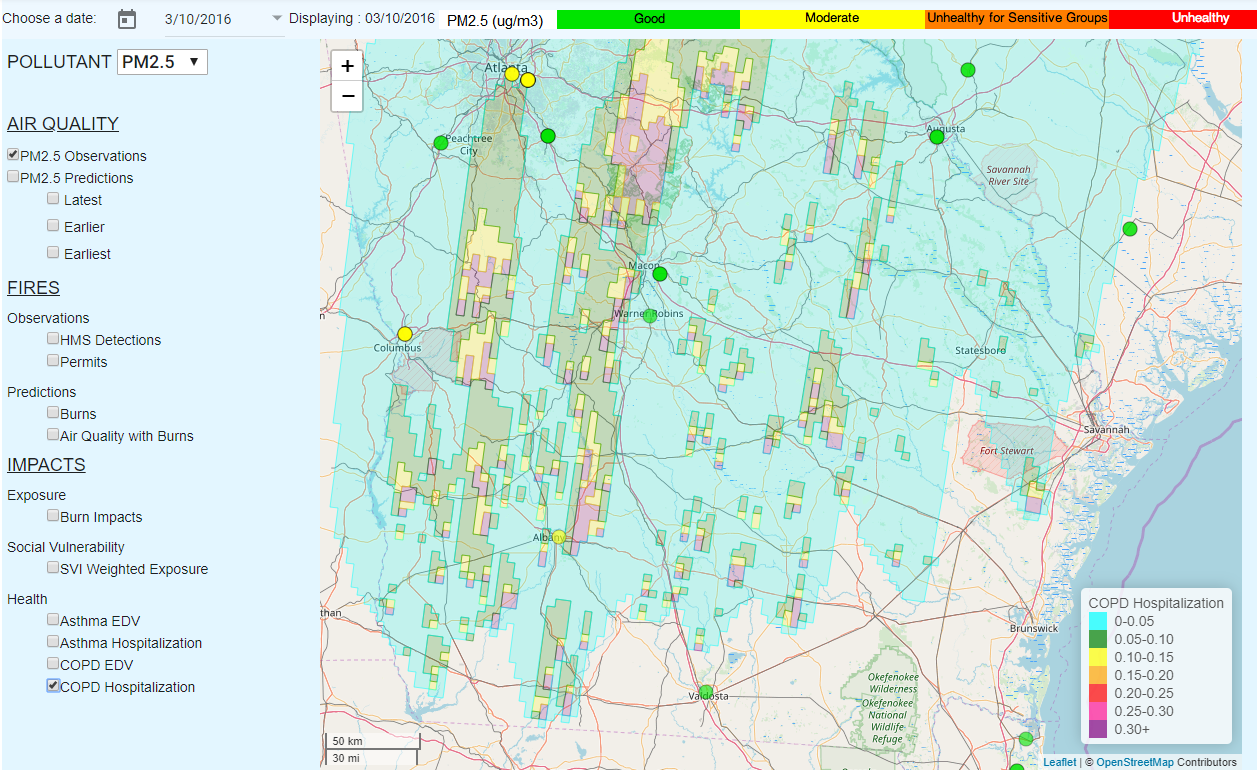 Choose a date:
3/10/2016
Displaying : 03/10/2016
PM2.5 (ug/m3)
Good
Moderate
Unhealthy for Sensitive Groups
Unhealthy
POLLUTANT
PM2.5
AIR QUALITY
PM2.5 Observations
PM2.5 Predictions
Latest
Earlier
Earliest
FIRES
Observations
HMS Detections
Permits
Predictions
Burns
Air Quality with Burns
IMPACTS
Exposure
Burn Impacts
Social Vulnerability
SVI Weighted Exposure
Health
Asthma EDV
Asthma Hospitalization
COPD EDV
COPD Hospitalization
+
−
Atlanta
Peachtree
City
Augusta
Savannah
River Site
Macon
Warner Robins
Columbus
Statesboro
Savannah
Fort Stewart
Albany
than
Brunswick
Valdosta
Okefenokee
Wilderness
Okefenokee
National
Wildlife
Refuge
COPD Hospitalization
0-0.05
0.05-0.10
0.10-0.15
0.15-0.20
0.20-0.25
0.25-0.30
0.30+
50 km
30 mi
Leaflet | © OpenStreetMap Contributors